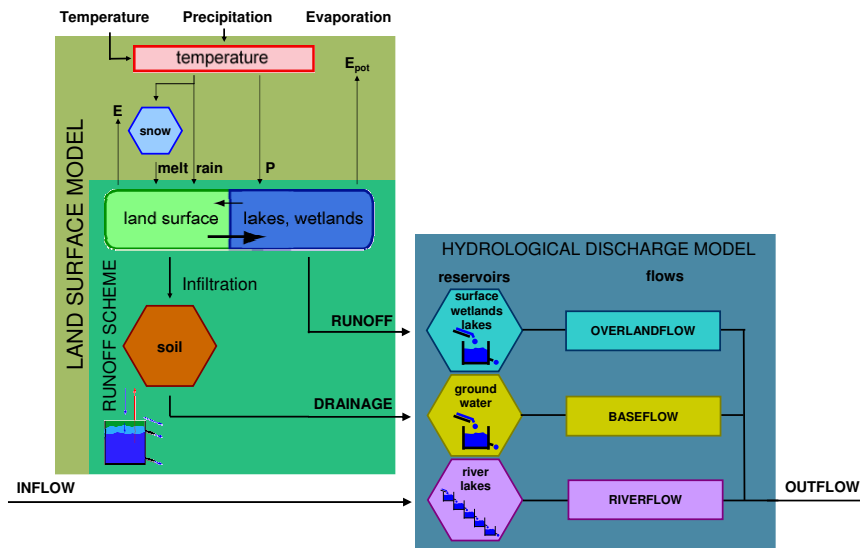 Temperature
Precipitation
Evaporation
temperature
E_pot
E
snow
melt
rain
P
LAND SURFACE MODEL
land surface
lakes, wetlands
RUNOFF SCHEME
Infiltration
soil
RUNOFF
DRAINAGE
HYDROLOGICAL DISCHARGE MODEL
reservoirs
flows
surface
wetlands
lakes
OVERLANDFLOW
ground
water
BASEFLOW
river
lakes
RIVERFLOW
INFLOW
OUTFLOW